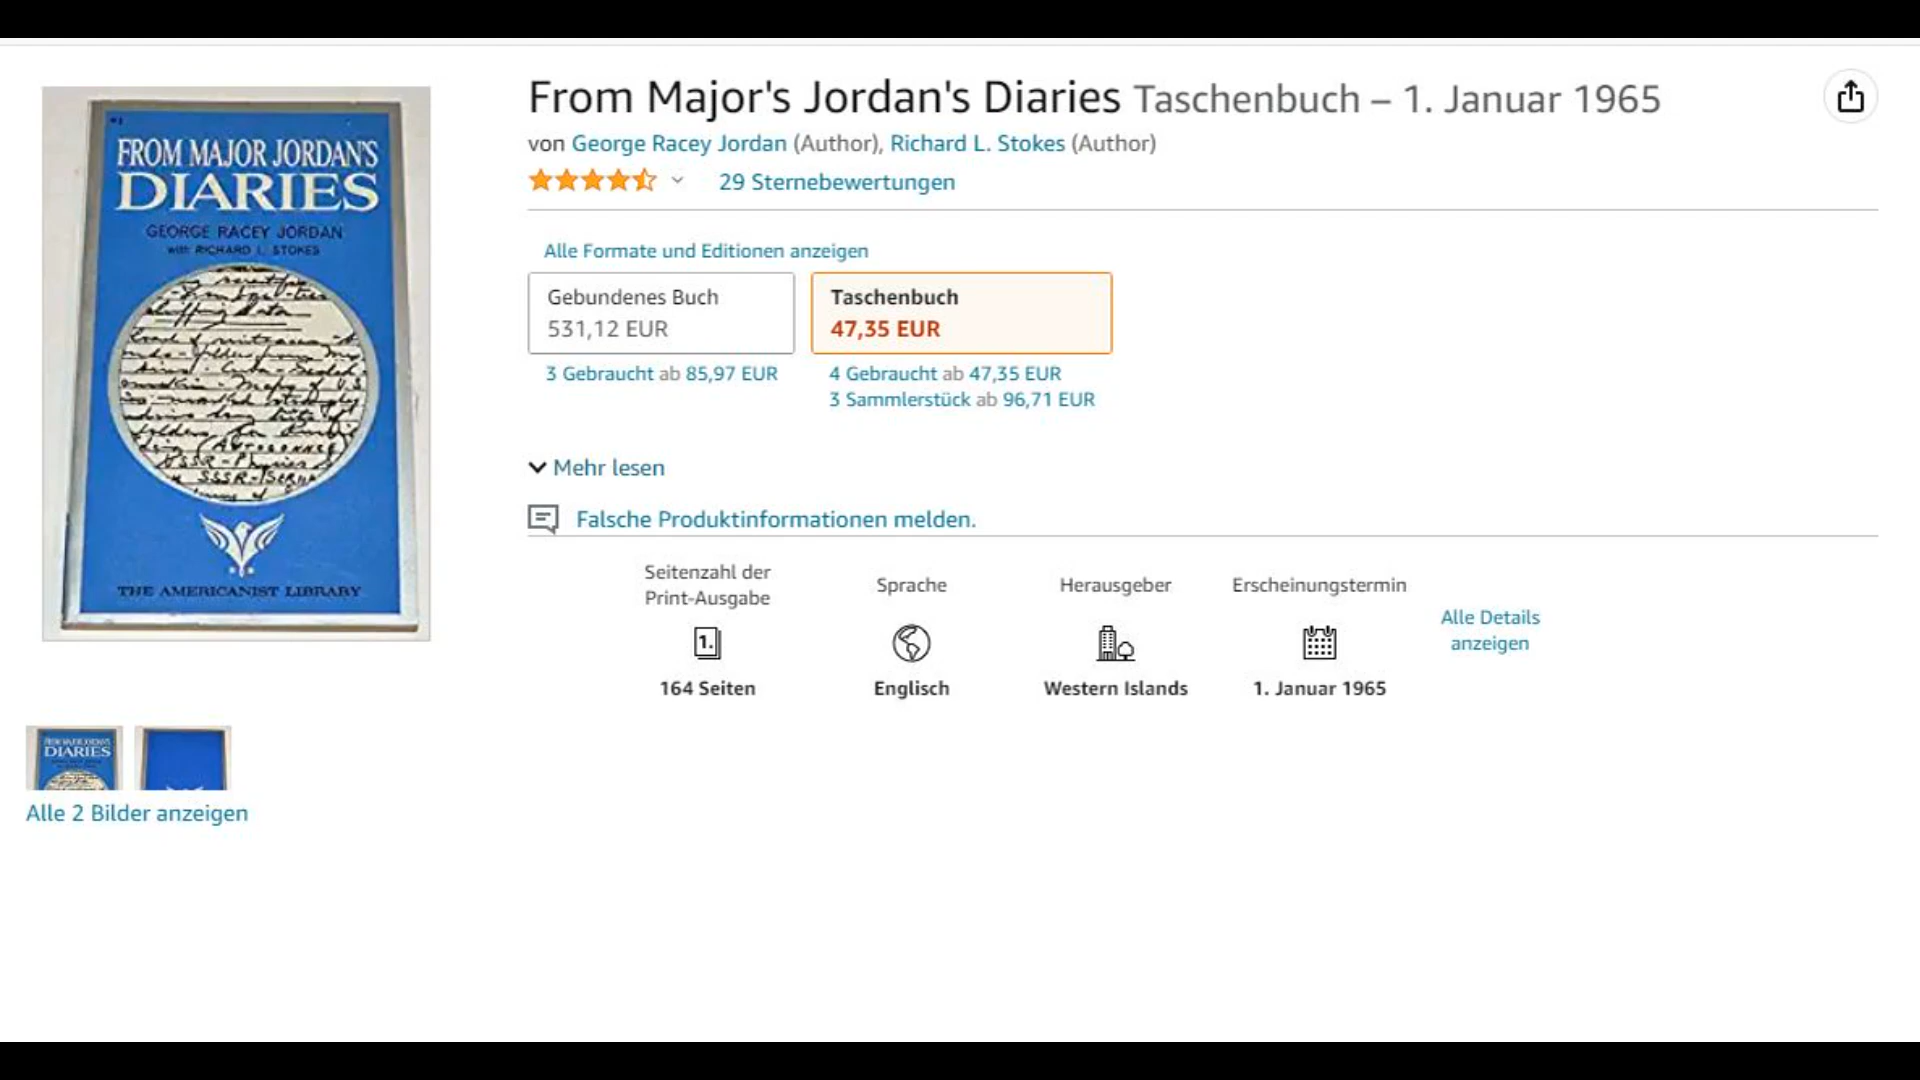 From Major's Jordan's Diaries Taschenbuch – 1. Januar 1965
von George Racey Jordan (Author), Richard L. Stokes (Author)
29 Sternebewertungen
Alle Formate und Editionen anzeigen
Gebundenes Buch
531,12 EUR
Taschenbuch
47,35 EUR
3 Gebraucht ab 85,97 EUR
4 Gebraucht ab 47,35 EUR
3 Sammlerstück ab 96,71 EUR
Mehr lesen
Falsche Produktinformationen melden.
Seitenzahl der
Print-Ausgabe
1.
164 Seiten
Sprache
Englisch
Herausgeber
Western Islands
Erscheinungstermin
1. Januar 1965
Alle Details
anzeigen
FROM MAJOR JORDAN'S
DIARIES
GEORGE RACEY JORDAN
with RICHARD L. STOKES
THE AMERICANIST LIBRARY
DIARIES
Alle 2 Bilder anzeigen